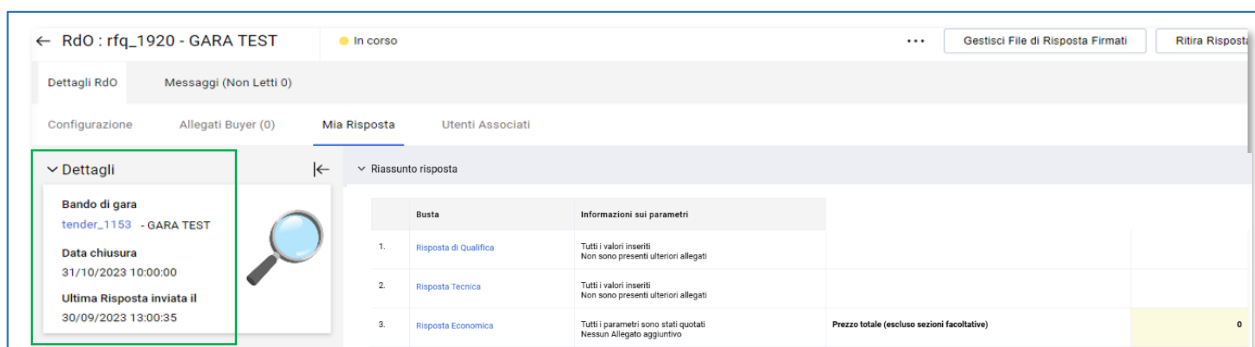 ← RdO : rfq_1920 - GARA TEST In corso ... Gestisci File di Risposta Firmati Ritira Risposta
Dettagli RdO Messaggi (Non Letti 0)
Configurazione Allegati Buyer (0) Mia Risposta Utenti Associati
Dettagli
Bando di gara
tender_1153 - GARA TEST
Data chiusura
31/10/2023 10:00:00
Ultima Risposta inviata il
30/09/2023 13:00:35
Riassunto risposta
Busta Informazioni sui parametri
1. Risposta di Qualifica Tutti i valori inseriti
Non sono presenti ulteriori allegati
2. Risposta Tecnica Tutti i valori inseriti
Non sono presenti ulteriori allegati
3. Risposta Economica Tutti i parametri sono stati quotati Prezzo totale (escluso sezioni facoltative) 0
Nessun Allegato aggiuntivo